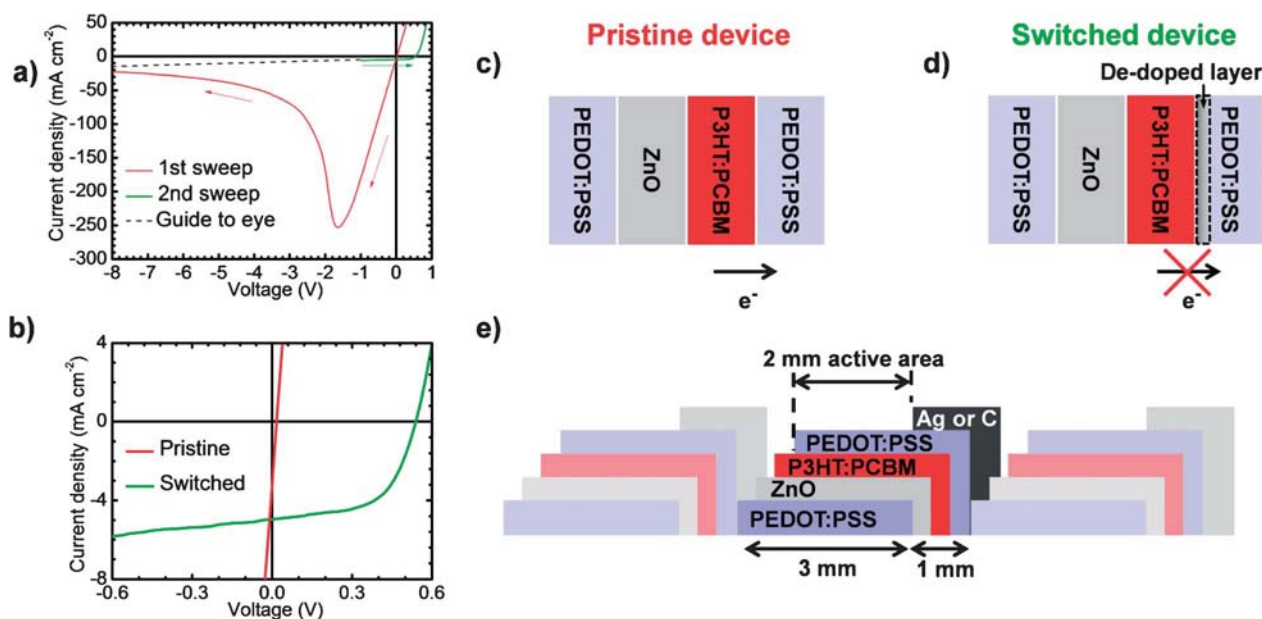 a)
50
0
-50
-100
-150
-200
-250
-300
Current density (mA cm-2)
1st sweep
2nd sweep
Guide to eye
-8 -7 -6 -5 -4 -3 -2 -1 0 1
Voltage (V)
b)
4
0
-4
-8
Current density (mA cm-2)
Pristine
Switched
-0.6 -0.3 0.0 0.3 0.6
Voltage (V)
Pristine device
c)
PEDOT:PSS
ZnO
P3HT:PCBM
PEDOT:PSS
e-
Switched device
d)
De-doped layer
PEDOT:PSS
ZnO
P3HT:PCBM
PEDOT:PSS
e-
e)
2 mm active area
Ag or C
PEDOT:PSS
P3HT:PCBM
ZnO
PEDOT:PSS
3 mm
1 mm